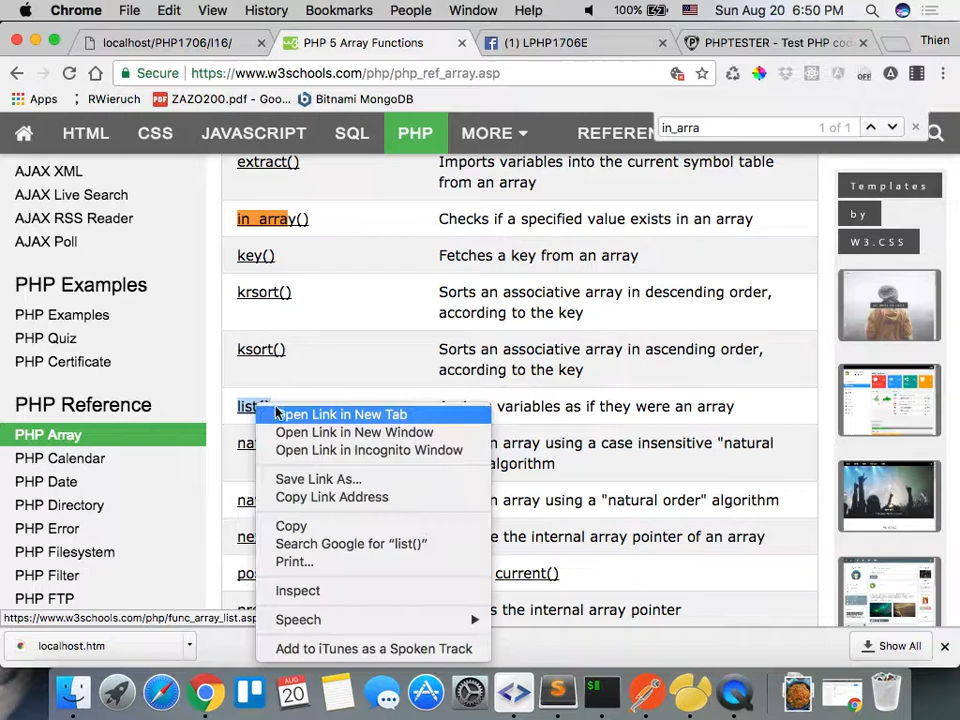 Chrome File Edit View History Bookmarks People Window Help 100% Sun Aug 20 6:50 PM
localhost/PHP1706/l16/ PHP 5 Array Functions (1) LPHP1706E PHPTESTER - Test PHP cod Thien
Secure https://www.w3schools.com/php/php_ref_array.asp
Apps RWieruch ZAZO200.pdf - Goo... Bitnami MongoDB
in_arra 1 of 1
HTML CSS JAVASCRIPT SQL PHP MORE REFEREN
AJAX XML
AJAX Live Search
AJAX RSS Reader
AJAX Poll
PHP Examples
PHP Examples
PHP Quiz
PHP Certificate
PHP Reference
PHP Array
PHP Calendar
PHP Date
PHP Directory
PHP Error
PHP Filesystem
PHP Filter
PHP FTP
extract() Imports variables into the current symbol table
from an array
in_array() Checks if a specified value exists in an array
key() Fetches a key from an array
krsort() Sorts an associative array in descending order,
according to the key
ksort() Sorts an associative array in ascending order,
according to the key
list() variables as if they were an array
na an array using a case insensitive "natural
algorithm
na an array using a "natural order" algorithm
ne the internal array pointer of an array
po current()
the internal array pointer
Open Link in New Tab
Open Link in New Window
Open Link in Incognito Window
Save Link As...
Copy Link Address
Copy
Search Google for “list()”
Print...
Inspect
Speech
Add to iTunes as a Spoken Track
Templates
by
W3.CSS
https://www.w3schools.com/php/func_array_list.asp
localhost.htm Show All
AUG
20